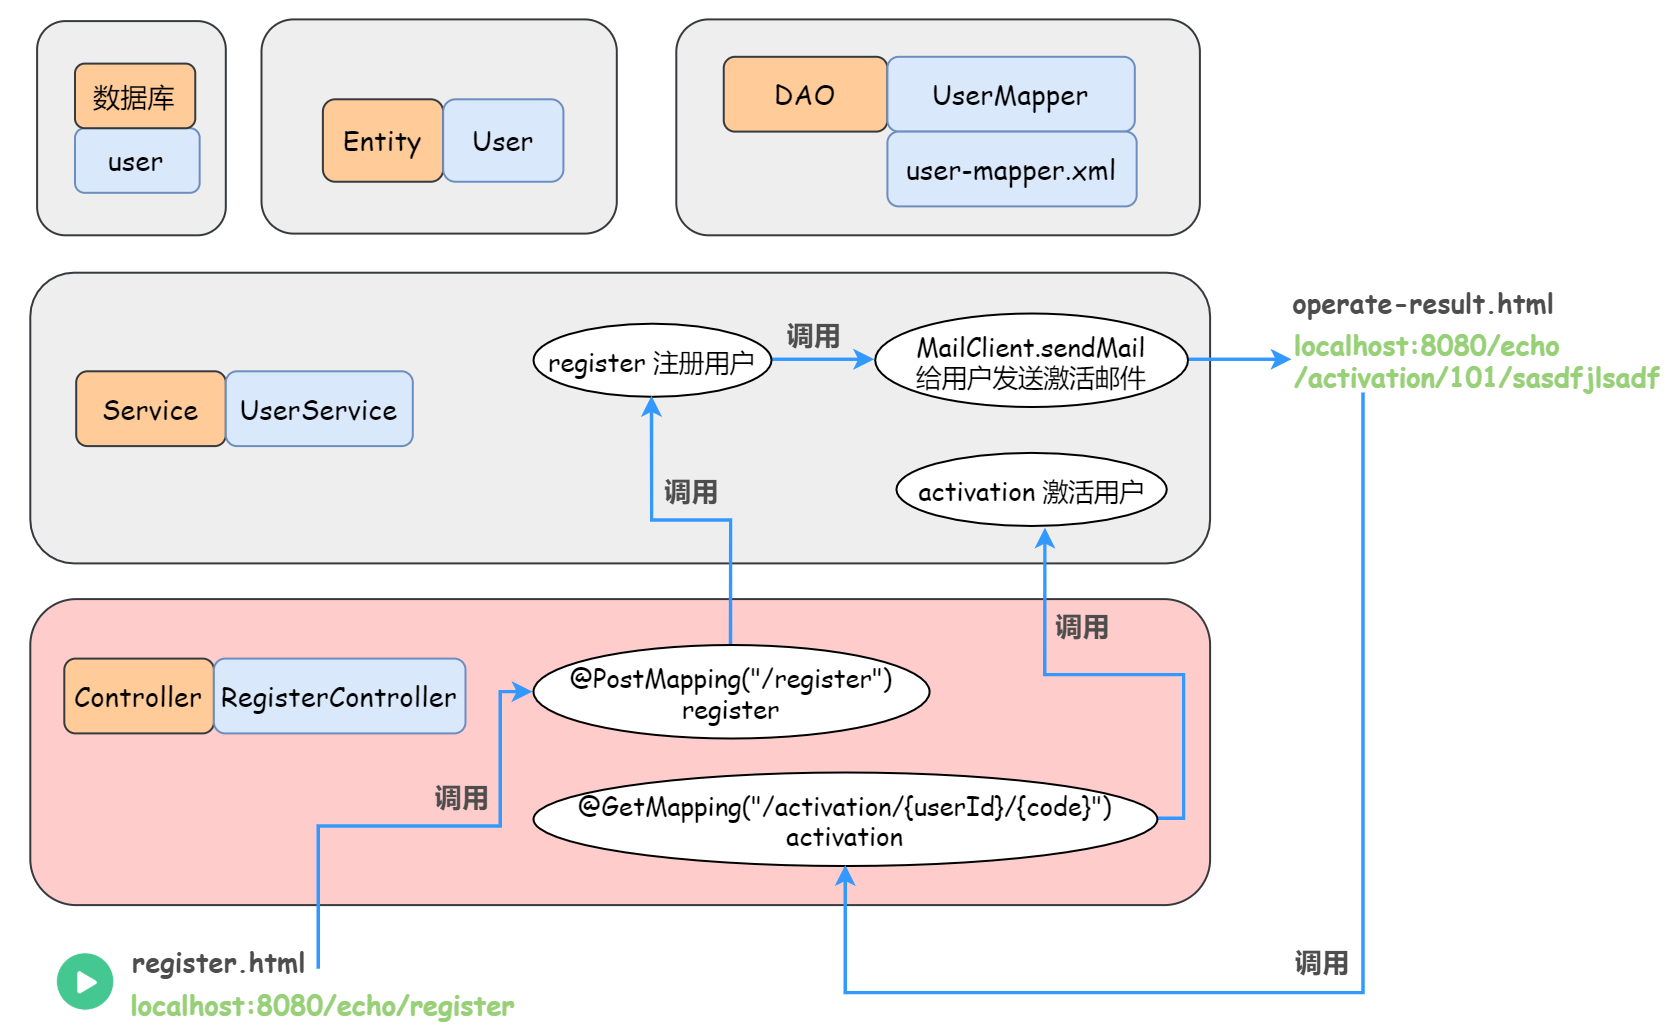 数据库
user
Entity
User
DAO
UserMapper
user-mapper.xml
Service
UserService
register 注册用户
调用
MailClient.sendMail
给用户发送激活邮件
operate-result.html
localhost:8080/echo
/activation/101/sasdfjlsadf
调用
activation 激活用户
调用
Controller
RegisterController
@PostMapping("/register")
register
调用
@GetMapping("/activation/{userId}/{code}")
activation
register.html
localhost:8080/echo/register
调用